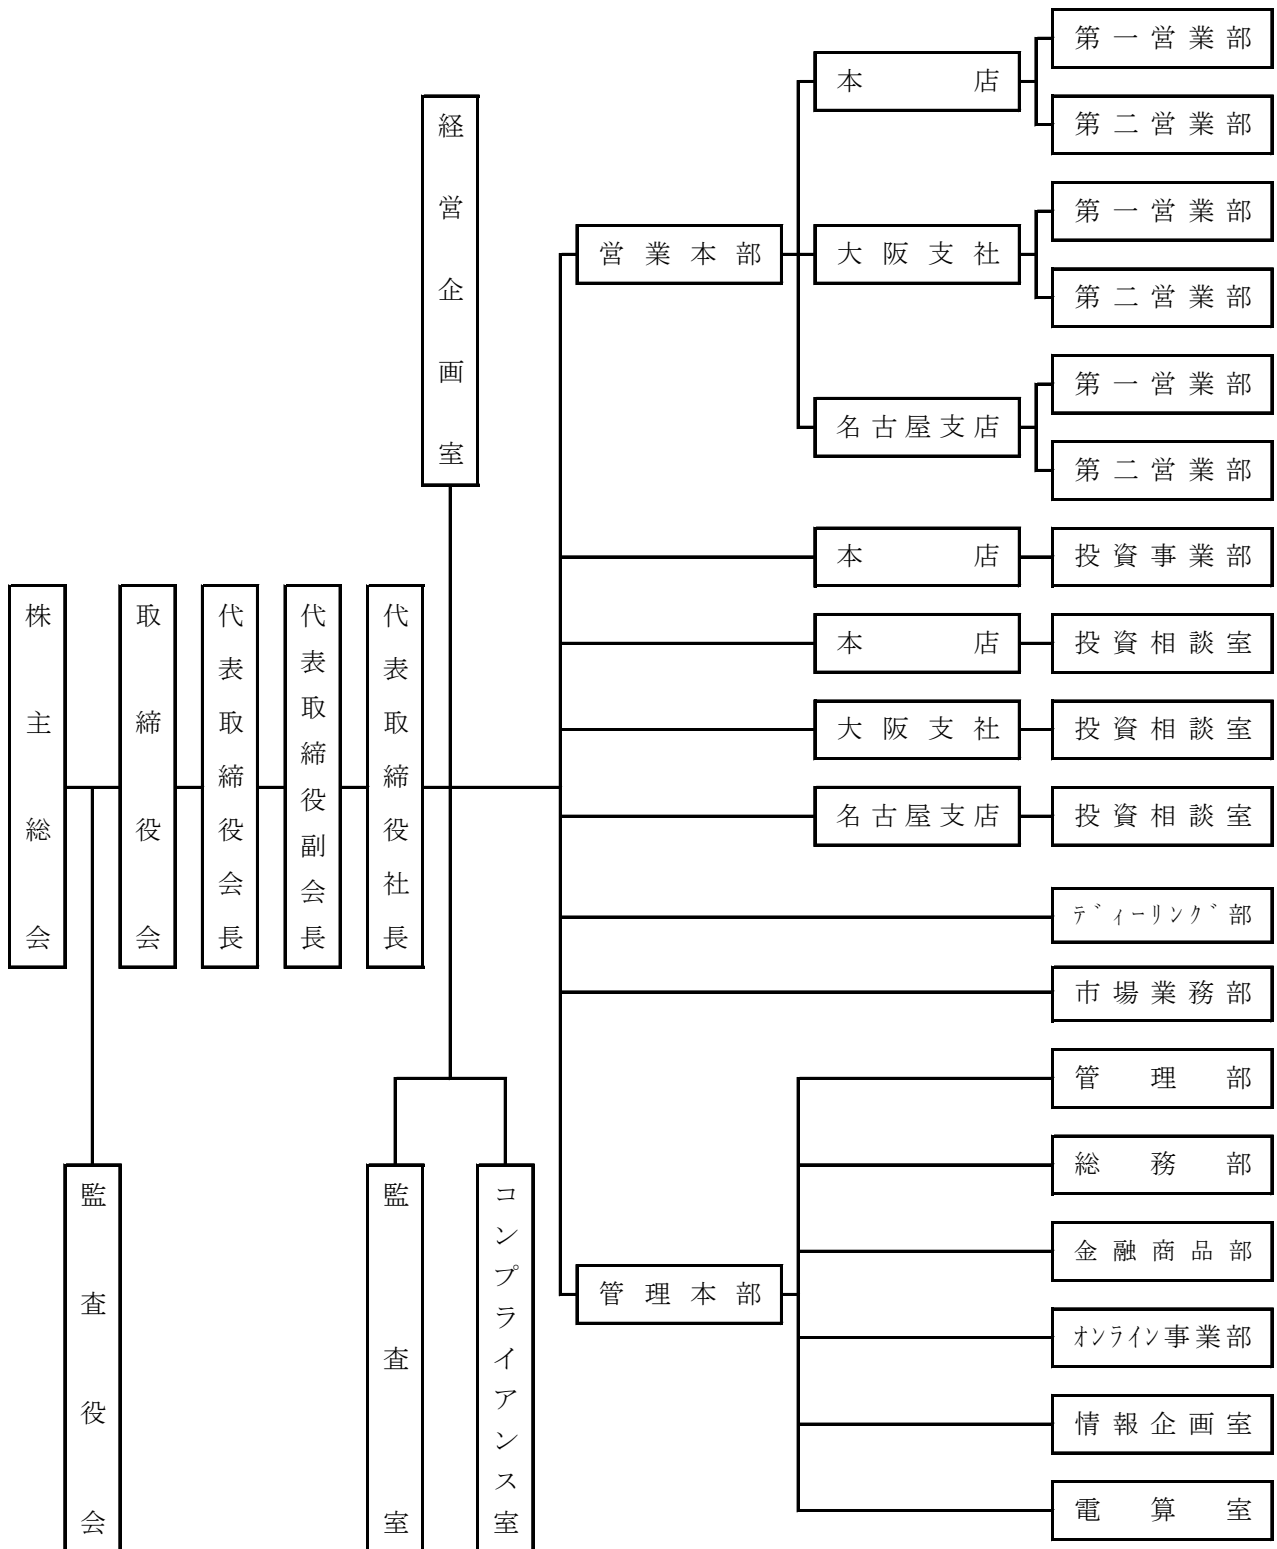 株主総会
監査役会
取締役会
代表取締役会長
代表取締役副会長
代表取締役社長
経営企画室
監査室
コンプライアンス室
営業本部
本店
第一営業部
第二営業部
大阪支社
第一営業部
第二営業部
名古屋支店
第一営業部
第二営業部
本店
投資事業部
本店
投資相談室
大阪支社
投資相談室
名古屋支店
投資相談室
ﾃﾞｨｰﾘﾝｸﾞ部
市場業務部
管理本部
管理部
総務部
金融商品部
ｵﾝﾗｲﾝ事業部
情報企画室
電算室